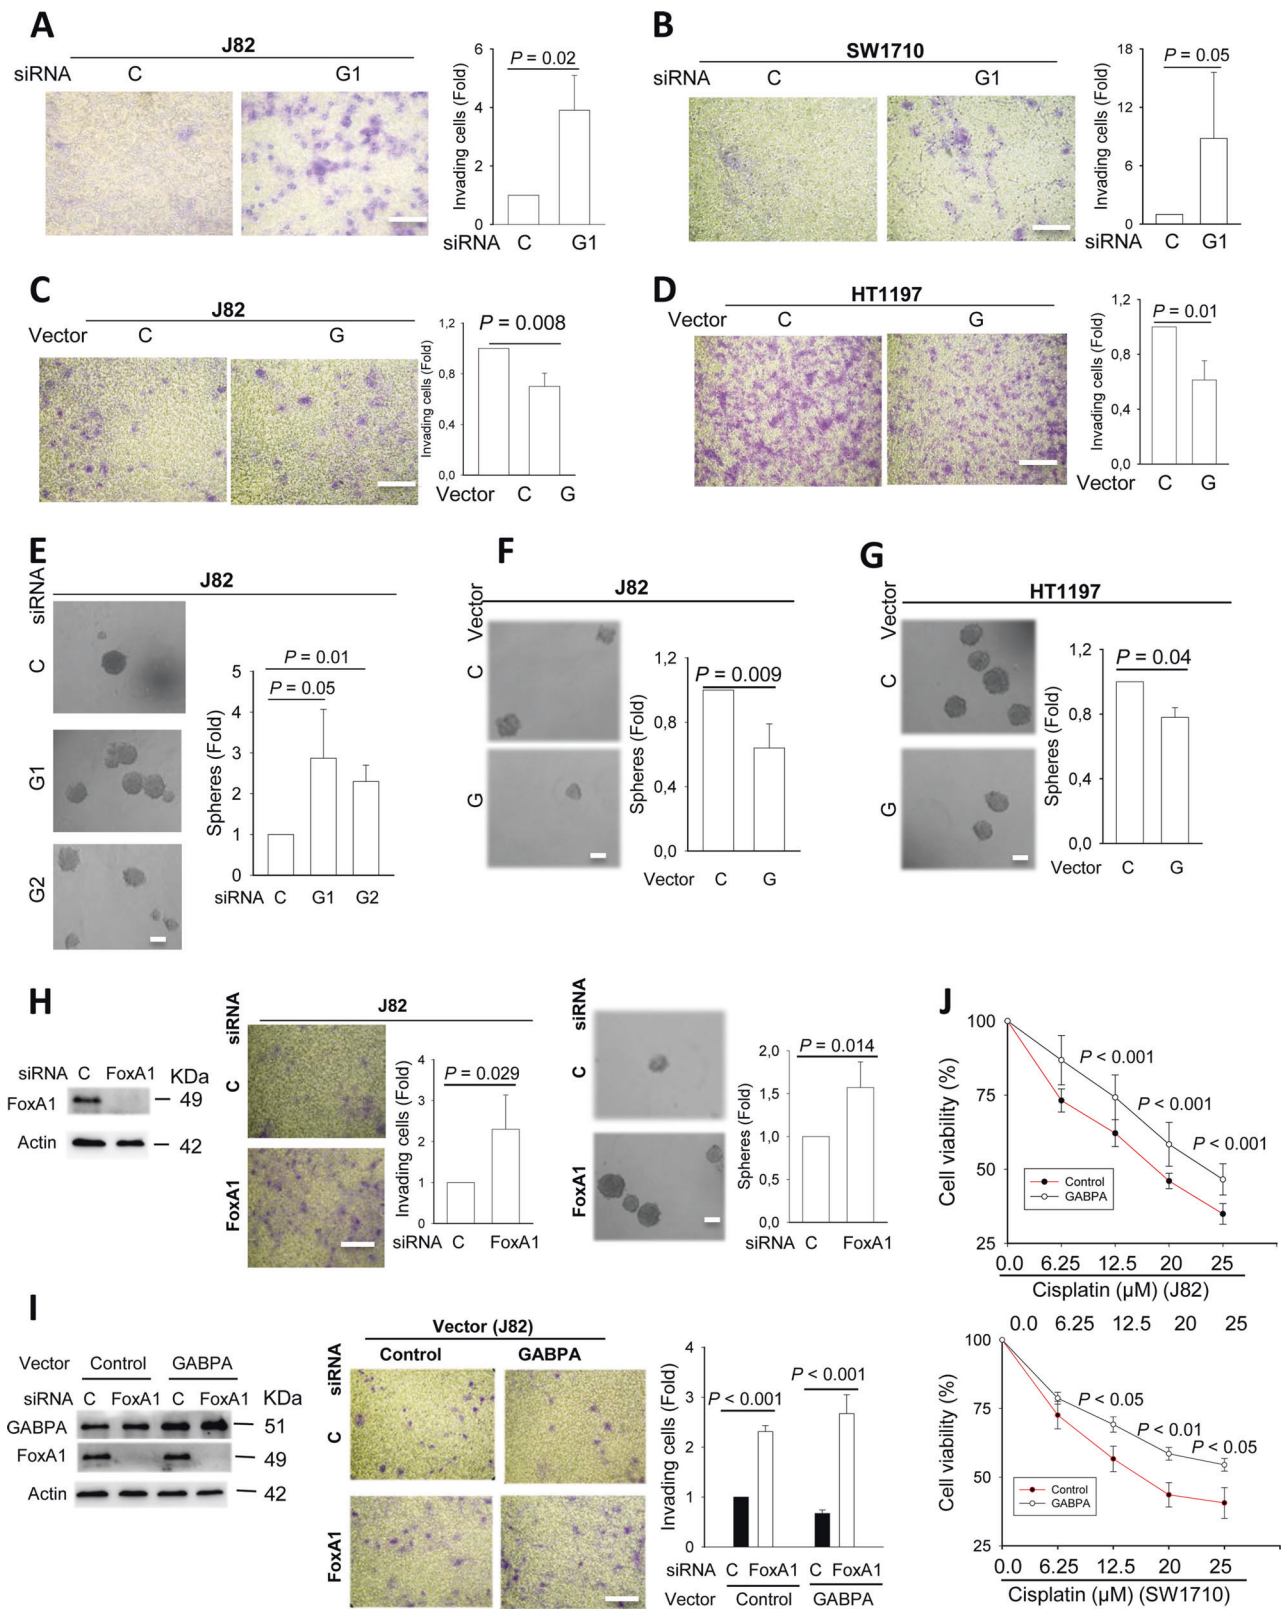 A
J82
siRNA C G1
Invading cells (Fold)
6
4
2
0
P = 0.02
siRNA C G1
B
SW1710
siRNA C G1
Invading cells (Fold)
18
12
6
0
P = 0.05
siRNA C G1
C
J82
Vector C G
Invading cells (Fold)
1,2
0,8
0,4
0,0
P = 0.008
Vector C G
D
HT1197
Vector C G
Invading cells (Fold)
1,2
0,8
0,4
0,0
P = 0.01
Vector C G
E
J82
siRNA
C
G1
G2
Spheres (Fold)
5
4
3
2
1
0
P = 0.01
P = 0.05
siRNA C G1 G2
F
J82
Vector
C
G
Spheres (Fold)
1,2
0,8
0,4
0,0
P = 0.009
Vector C G
G
HT1197
Vector
C
G
Spheres (Fold)
1,2
0,8
0,4
0,0
P = 0.04
Vector C G
H
siRNA C FoxA1 KDa
FoxA1 49
Actin 42
J82
siRNA
C
FoxA1
Invading cells (Fold)
4
3
2
1
0
P = 0.029
siRNA C FoxA1
siRNA
C
FoxA1
Spheres (Fold)
2,0
1,5
1,0
0,5
0,0
P = 0.014
siRNA C FoxA1
I
Vector Control GABPA
siRNA C FoxA1 C FoxA1 KDa
GABPA 51
FoxA1 49
Actin 42
Vector (J82)
Control GABPA
siRNA
C
FoxA1
Invading cells (Fold)
4
3
2
1
0
P < 0.001
P < 0.001
siRNA C FoxA1 C FoxA1
Vector Control GABPA
J
Cell viability (%)
100
75
50
25
P < 0.001
P < 0.001
P < 0.001
Control
GABPA
0.0 6.25 12.5 20 25
Cisplatin (µM) (J82)
0.0 6.25 12.5 20 25
Cell viability (%)
100
75
50
25
P < 0.05
P < 0.01
P < 0.05
Control
GABPA
0.0 6.25 12.5 20 25
Cisplatin (µM) (SW1710)